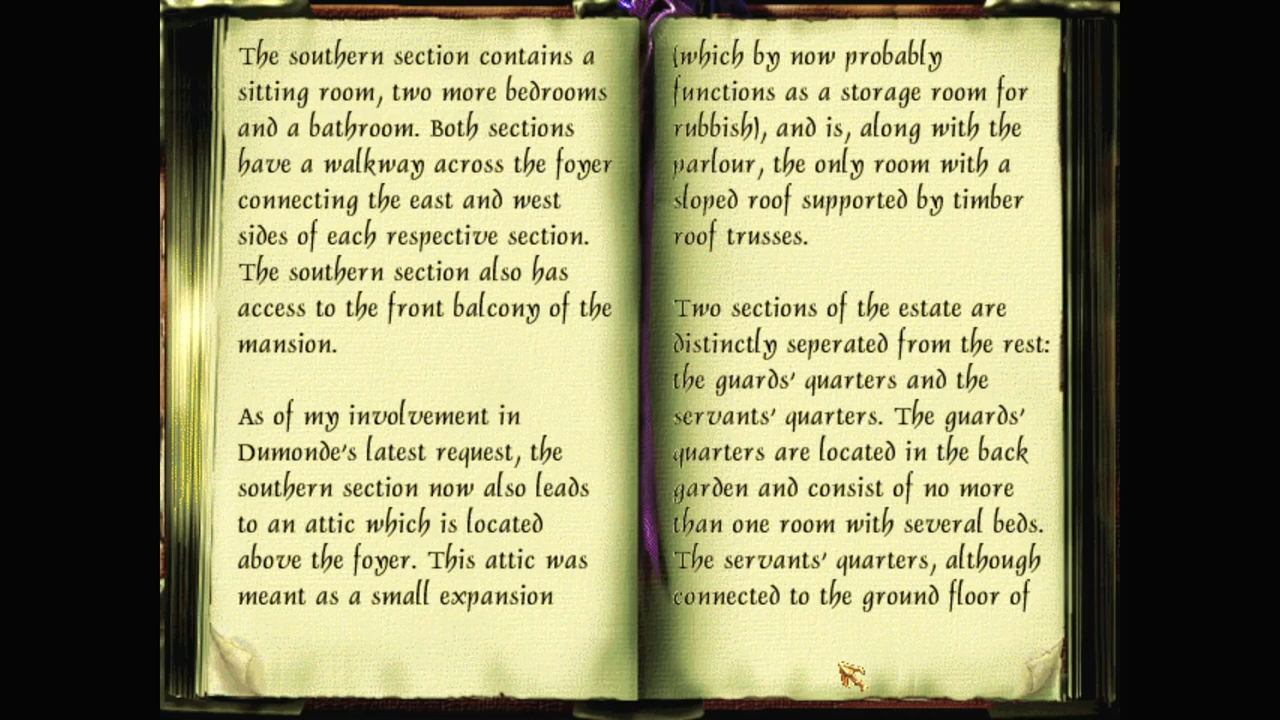 The southern section contains a
sitting room, two more bedrooms
and a bathroom. Both sections
have a walkway across the foyer
connecting the east and west
sides of each respective section.
The southern section also has
access to the front balcony of the
mansion.
As of my involvement in
Dumonde's latest request, the
southern section now also leads
to an attic which is located
above the foyer. This attic was
meant as a small expansion
(which by now probably
functions as a storage room for
rubbish), and is, along with the
parlour, the only room with a
sloped roof supported by timber
roof trusses.
Two sections of the estate are
distinctly seperated from the rest:
the guards' quarters and the
servants' quarters. The guards'
quarters are located in the back
garden and consist of no more
than one room with several beds.
The servants' quarters, although
connected to the ground floor of